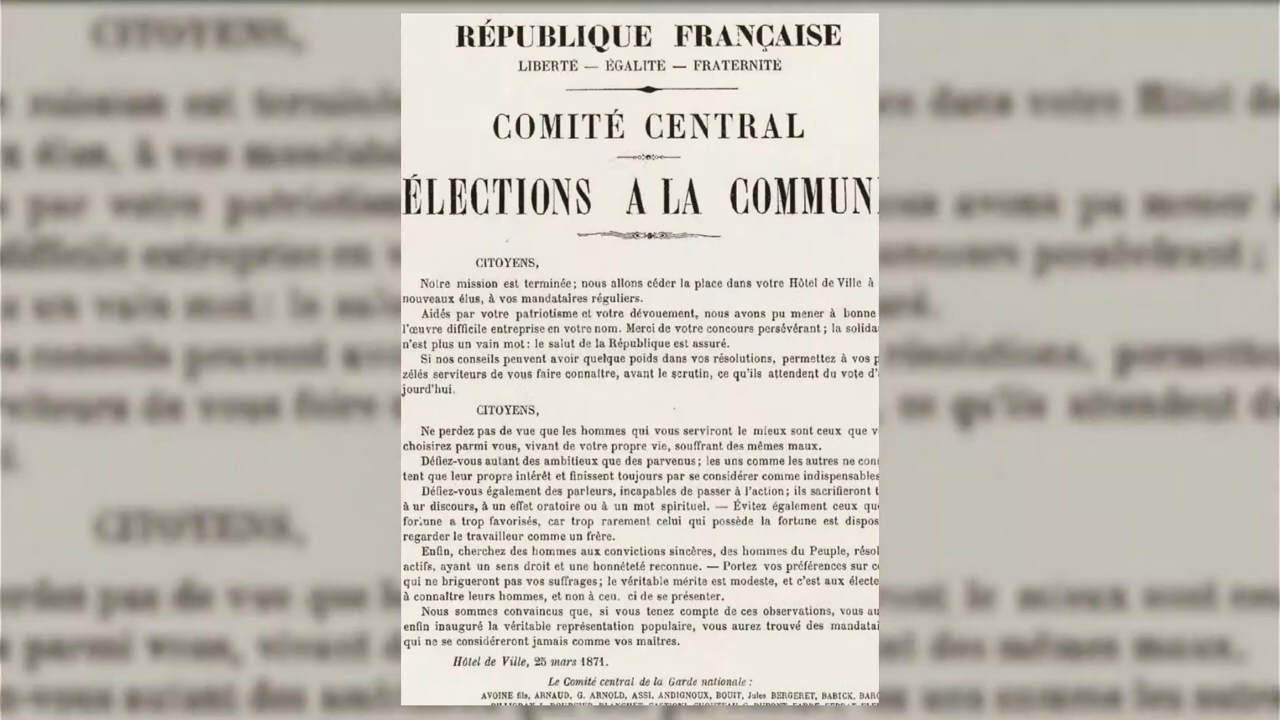 RÉPUBLIQUE FRANÇAISE
LIBERTÉ — ÉGALITE — FRATERNITÉ
COMITÉ CENTRAL
ÉLECTIONS A LA COMMUN
CITOYENS,
Notre mission est terminée; nous allons céder la place dans votre Hôtel de Ville à
nouveaux élus, à vos mandataires réguliers.
Aidés par votre patriotisme et votre dévouement, nous avons pu mener à bonne
l'œuvre difficile entreprise en votre nom. Merci de votre concours persévérant; la solida
n'est plus un vain mot: le salut de la République est assuré.
Si nos conseils peuvent avoir quelque poids dans vos résolutions, permettez à vos p
zélés serviteurs de vous faire connaître, avant le scrutin, ce qu'ils attendent du vote d'
jourd'hui.
CITOYENS,
Ne perdez pas de vue que les hommes qui vous serviront le mieux sont ceux que v
choisirez parmi vous, vivant de votre propre vie, souffrant des mêmes maux.
Défiez-vous autant des ambitieux que des parvenus; les uns comme les autres ne con
tent que leur propre intérêt et finissent toujours par se considérer comme indispensables
Défiez-vous également des parleurs, incapables de passer à l'action; ils sacrifieront t
à ur discours, à un effet oratoire ou à un mot spirituel. — Évitez également ceux que
fortune a trop favorisés, car trop rarement celui qui possède la fortune est dispos
regarder le travailleur comme un frère.
Enfin, cherchez des hommes aux convictions sincères, des hommes du Peuple, résol
actifs, ayant un sens droit et une honnêteté reconnue. — Portez vos préférences sur ce
qui ne brigueront pas vos suffrages; le véritable mérite est modeste, et c'est aux électe
à connaître leurs hommes, et non à ceu. ci de se présenter.
Nous sommes convaincus que, si vous tenez compte de ces observations, vous au
enfin inauguré la véritable représentation populaire, vous aurez trouvé des mandatai
qui ne se considéreront jamais comme vos maîtres.
Hôtel de Ville, 25 mars 1871.
Le Comité central de la Garde nationale :
AVOINE fils, ARNAUD, G. ARNOLD, ASSI, ANDIGNOUX, BOUIT, Jules BERGERET, BABICK, BARO